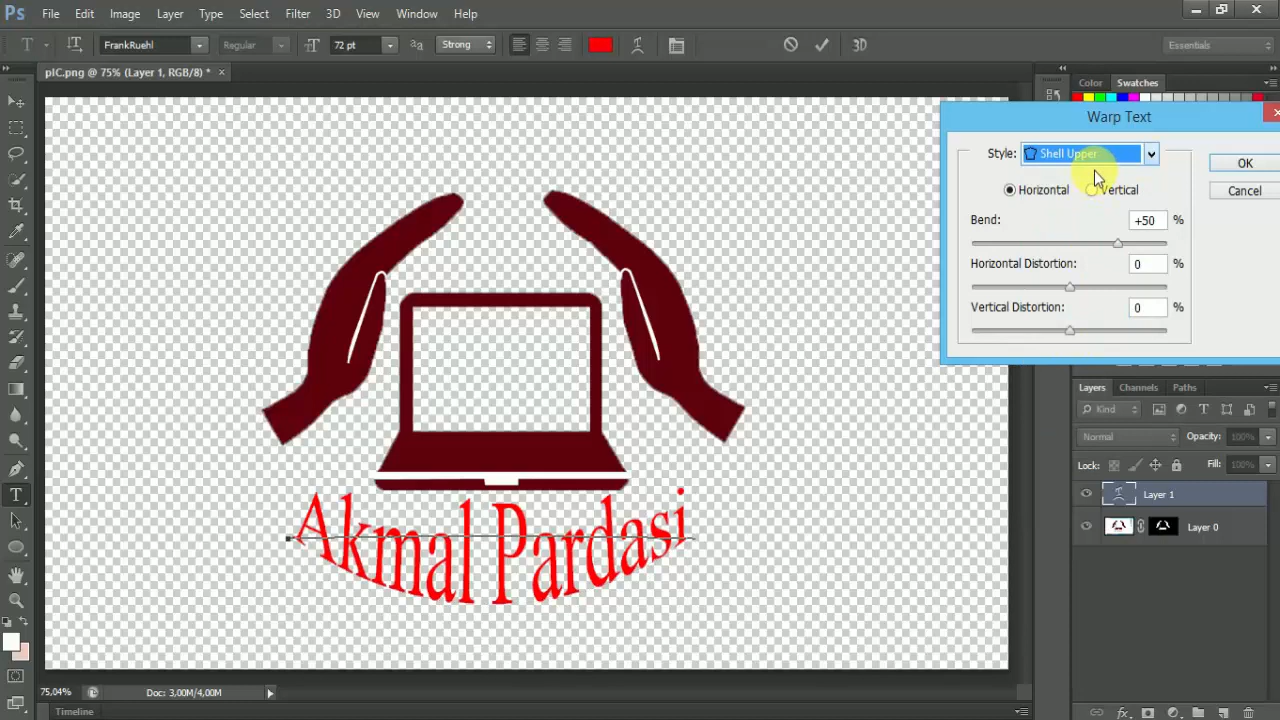 Ps File Edit Image Layer Type Select Filter 3D View Window Help
FrankRuehl Regular 72 pt Strong 3D Essentials
pIC.png @ 75% (Layer 1, RGB/8) *
Color Swatches
Warp Text
Style: Shell Upper
OK
Horizontal Vertical
Cancel
Bend: +50 %
Horizontal Distortion: 0 %
Vertical Distortion: 0 %
Layers Channels Paths
Kind
Normal Opacity: 100%
Lock: Fill: 100%
Layer 1
Layer 0
Akmal Pardasi
75,04% Doc: 3,00M/4,00M
Timeline